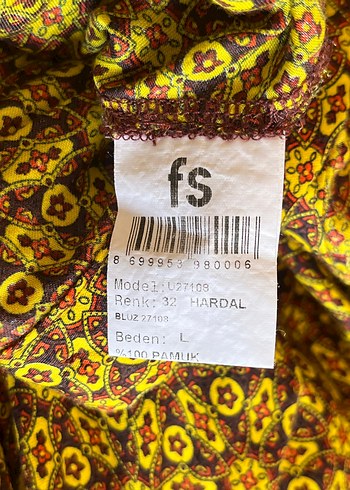 fs
8 699953 980006
Model: U27108
Renk: 32 HARDAL
BLUZ 27108
Beden: L
%100 PAMUK